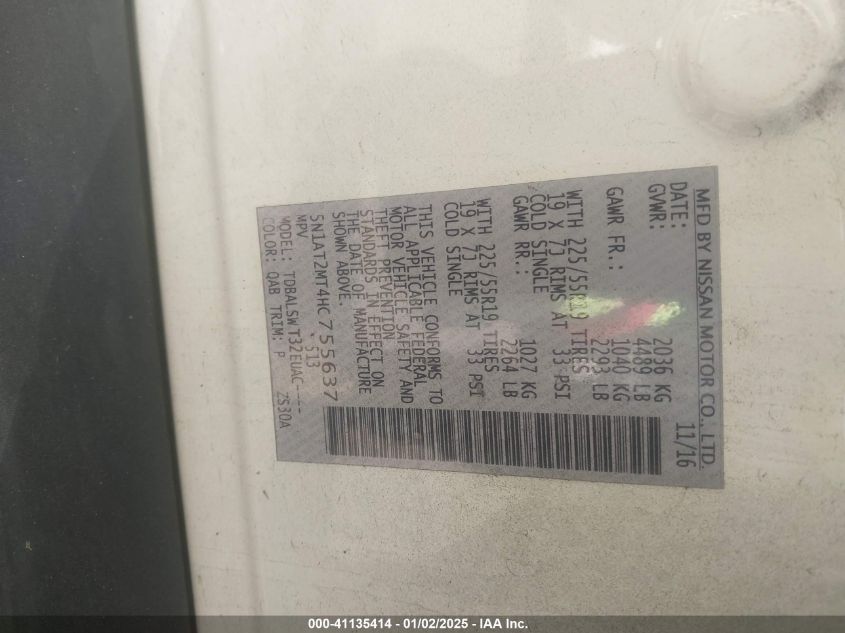 MFD BY NISSAN MOTOR CO., LTD.
DATE: 11/16
GVWR: 2036 KG
4489 LB
GAWR FR.: 1040 KG
2293 LB
WITH 225/55R19 TIRES
19 X 7J RIMS AT 33 PSI
COLD SINGLE
GAWR RR.: 1027 KG
2264 LB
WITH 225/55R19 TIRES
19 X 7J RIMS AT 33 PSI
COLD SINGLE
THIS VEHICLE CONFORMS TO
ALL APPLICABLE FEDERAL
MOTOR VEHICLE SAFETY AND
THEFT PREVENTION
STANDARDS IN EFFECT ON
THE DATE OF MANUFACTURE
SHOWN ABOVE.
5N1AT2MT4HC755637
MPV * 513
MODEL: TDBALSW T32EUAC----
COLOR: QAB TRIM: P 2S30A
000-41135414 - 01/02/2025 - IAA Inc.